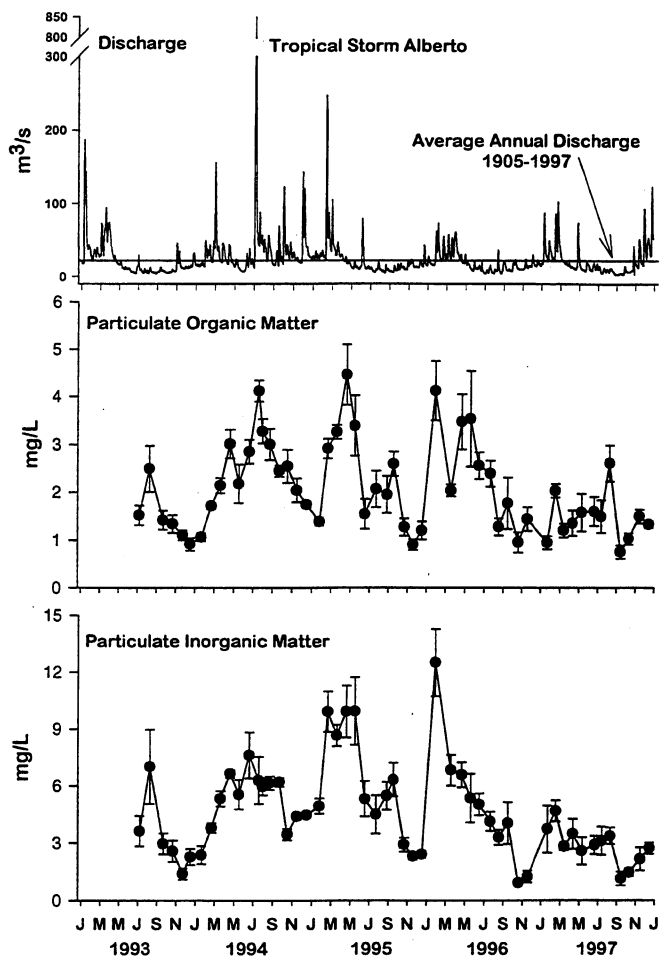 850
800
300
200
100
0
m³/s
Discharge
Tropical Storm Alberto
Average Annual Discharge
1905-1997
6
5
4
3
2
1
0
mg/L
Particulate Organic Matter
15
12
9
6
3
0
mg/L
Particulate Inorganic Matter
J M M J S N J M M J S N J M M J S N J M M J S N J M M J S N J
1993 1994 1995 1996 1997